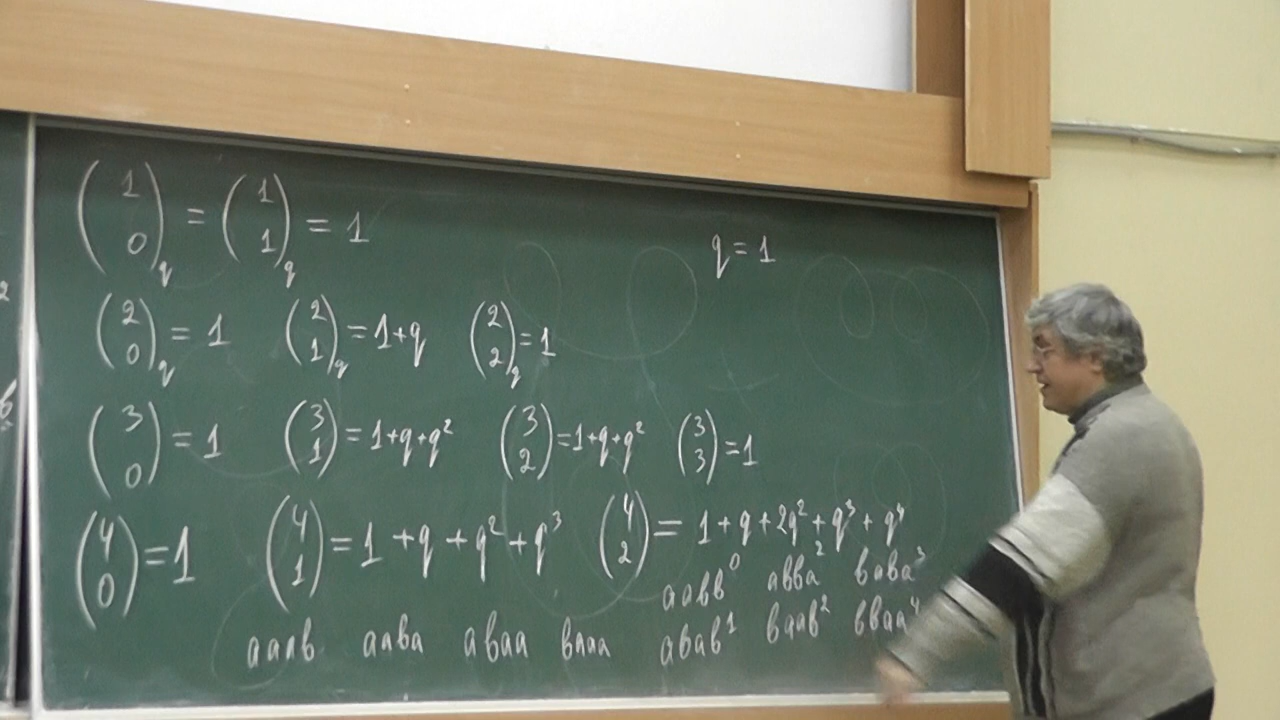 (1 0)_q = (1 1)_q = 1
q = 1
(2 0)_q = 1 (2 1)_q = 1+q (2 2)_q = 1
(3 0) = 1 (3 1) = 1+q+q² (3 2) = 1+q+q² (3 3) = 1
(4 0) = 1 (4 1) = 1 + q + q² + q³ (4 2) = 1 + q + 2q² + q³ + q⁴
aabb⁰ abba² baba³
aaab aaba abaa baaa abab¹ baab² bbaa⁴